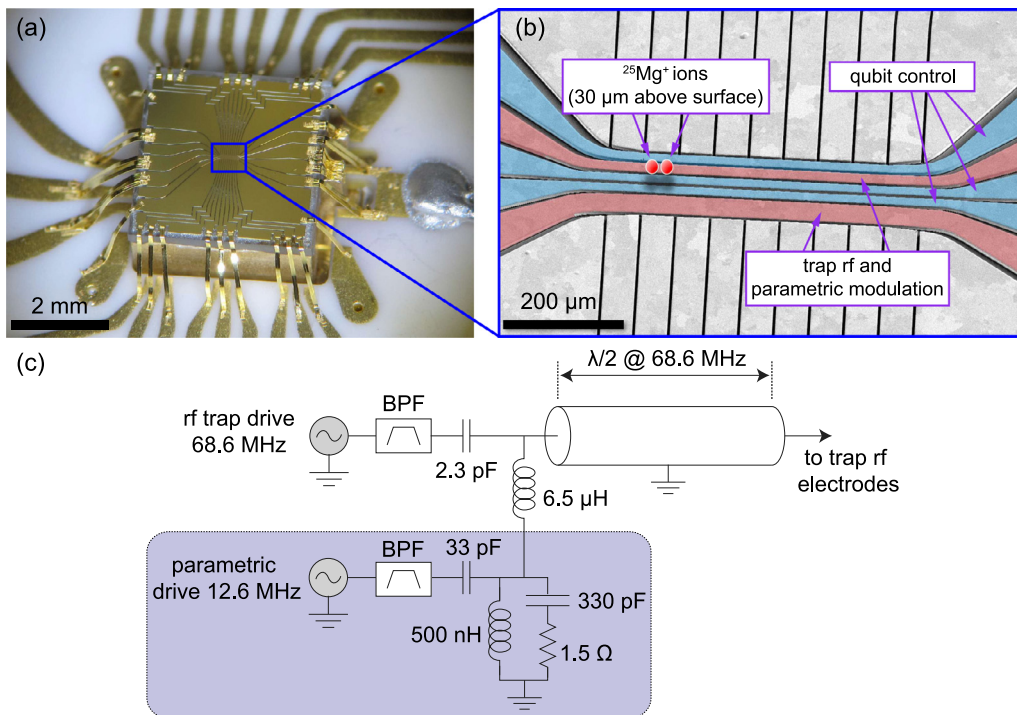 (a)
2 mm
(b)
²⁵Mg⁺ ions
(30 μm above surface)
qubit control
trap rf and
parametric modulation
200 μm
(c)
λ/2 @ 68.6 MHz
rf trap drive
68.6 MHz
BPF
2.3 pF
6.5 μH
to trap rf
electrodes
parametric
drive 12.6 MHz
BPF
33 pF
330 pF
500 nH
1.5 Ω